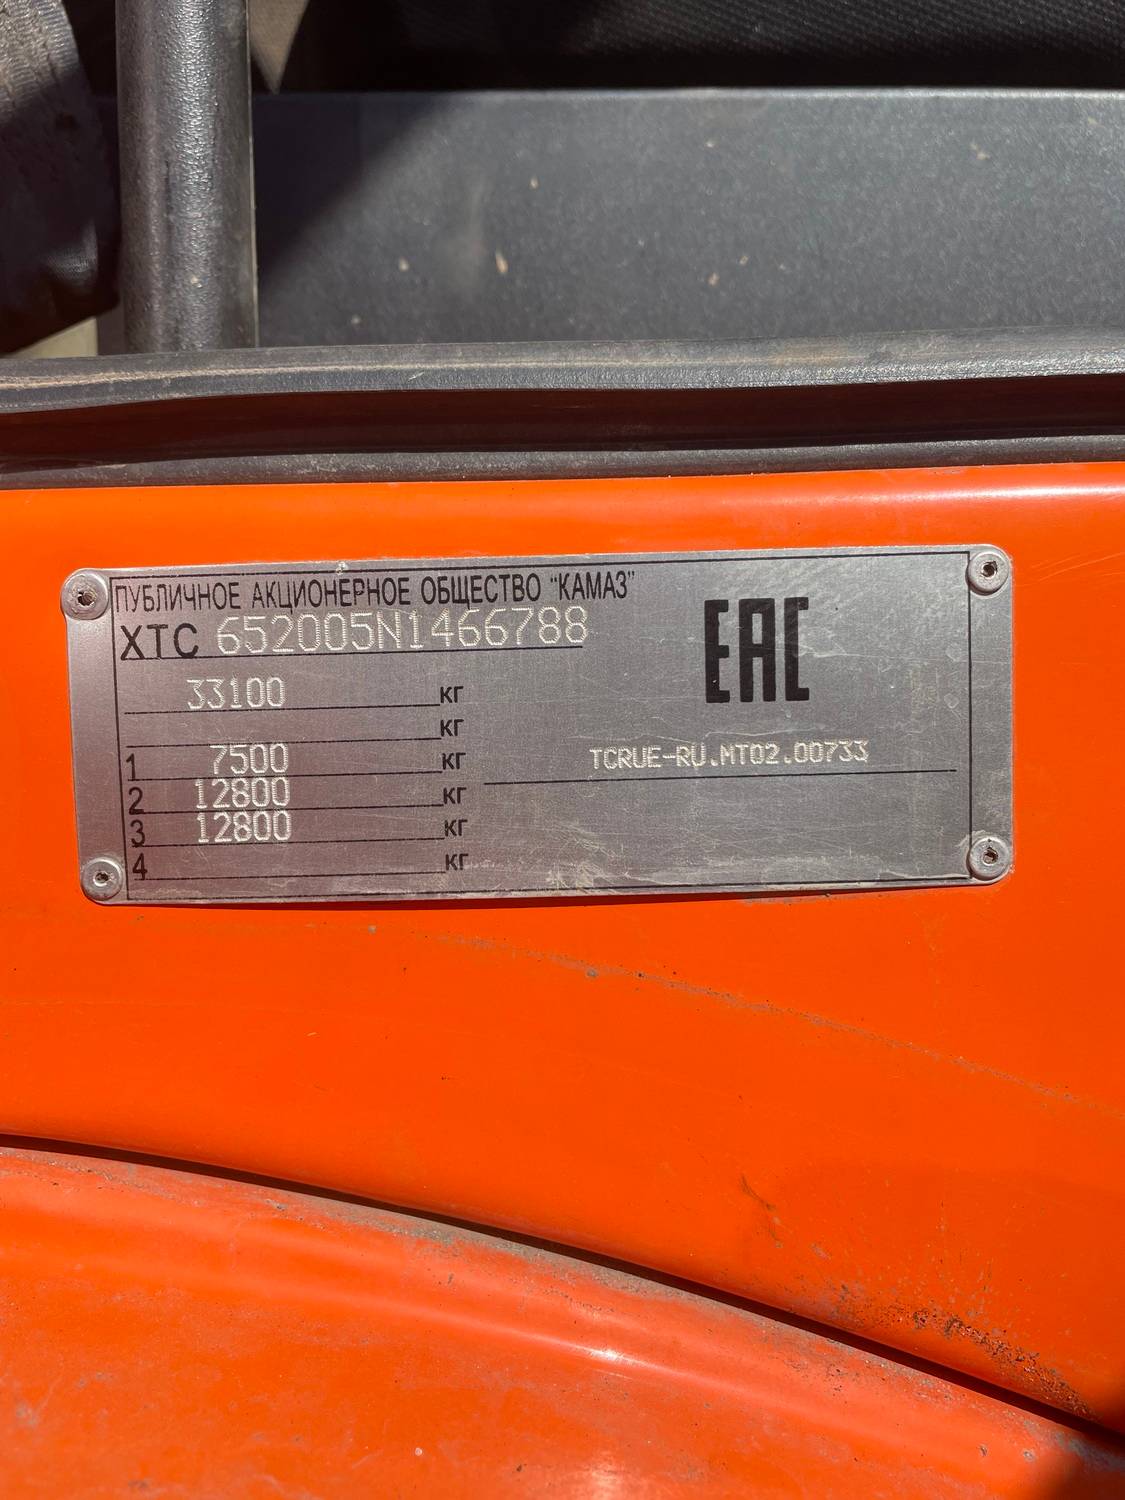 ПУБЛИЧНОЕ АКЦИОНЕРНОЕ ОБЩЕСТВО "КАМАЗ"
XTC 652005N1466788
EAC
33100 кг
кг
1 7500 кг
TCRUE-RU.MT02.00733
2 12800 кг
3 12800 кг
4 кг